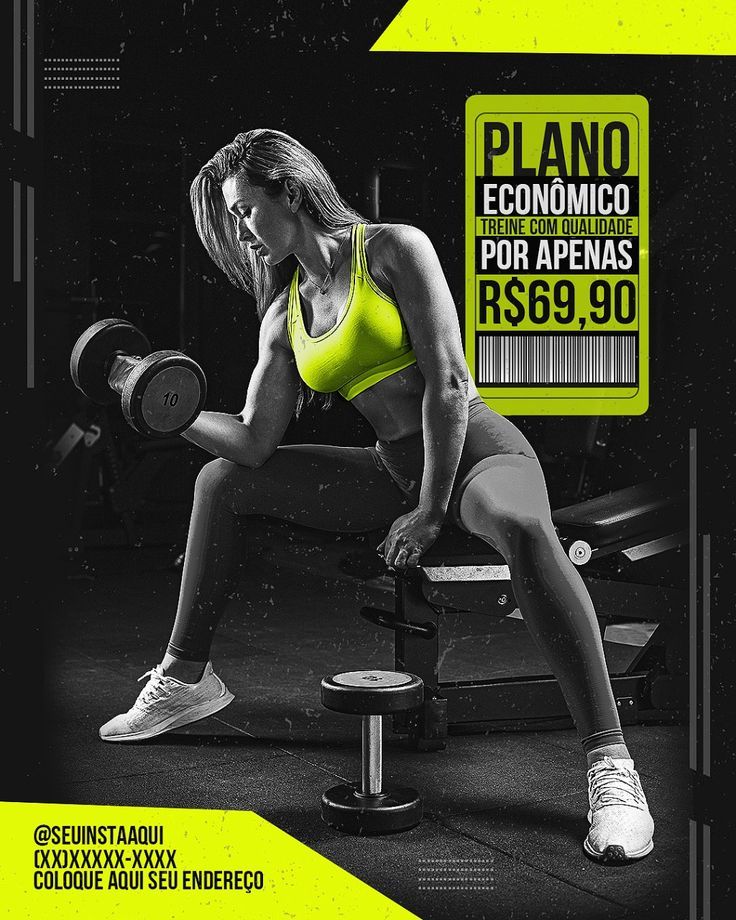 PLANO
ECONÔMICO
TREINE COM QUALIDADE
POR APENAS
R$69,90
10
@SEUINSTAAQUI
(XX)XXXXX-XXXX
COLOQUE AQUI SEU ENDEREÇO